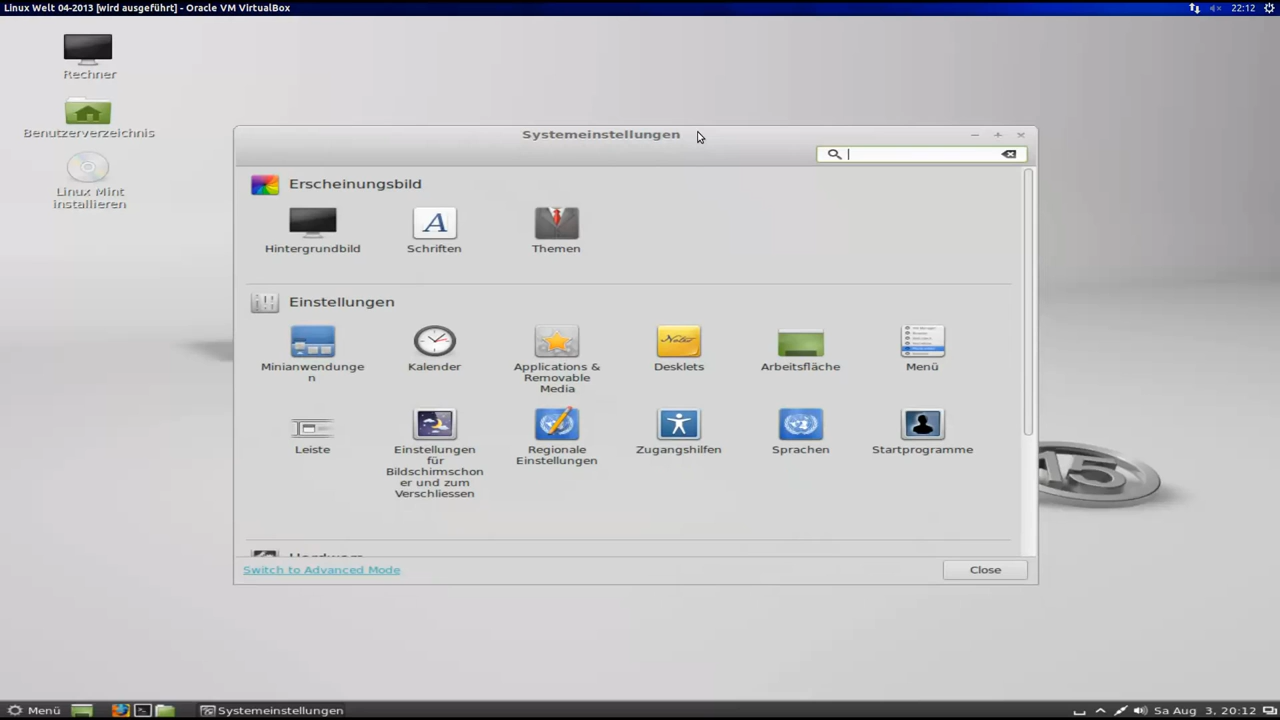 Linux Welt 04-2013 [wird ausgeführt] - Oracle VM VirtualBox
22:12
Rechner
Benutzerverzeichnis
Linux Mint
installieren
Systemeinstellungen
Erscheinungsbild
Hintergrundbild
Schriften
Themen
Einstellungen
Minianwendunge
n
Kalender
Applications &
Removable
Media
Desklets
Arbeitsfläche
Menü
Leiste
Einstellungen
für
Bildschirmschon
er und zum
Verschliessen
Regionale
Einstellungen
Zugangshilfen
Sprachen
Startprogramme
Hardware
Switch to Advanced Mode
Close
15
Menü
Systemeinstellungen
Sa Aug 3, 20:12